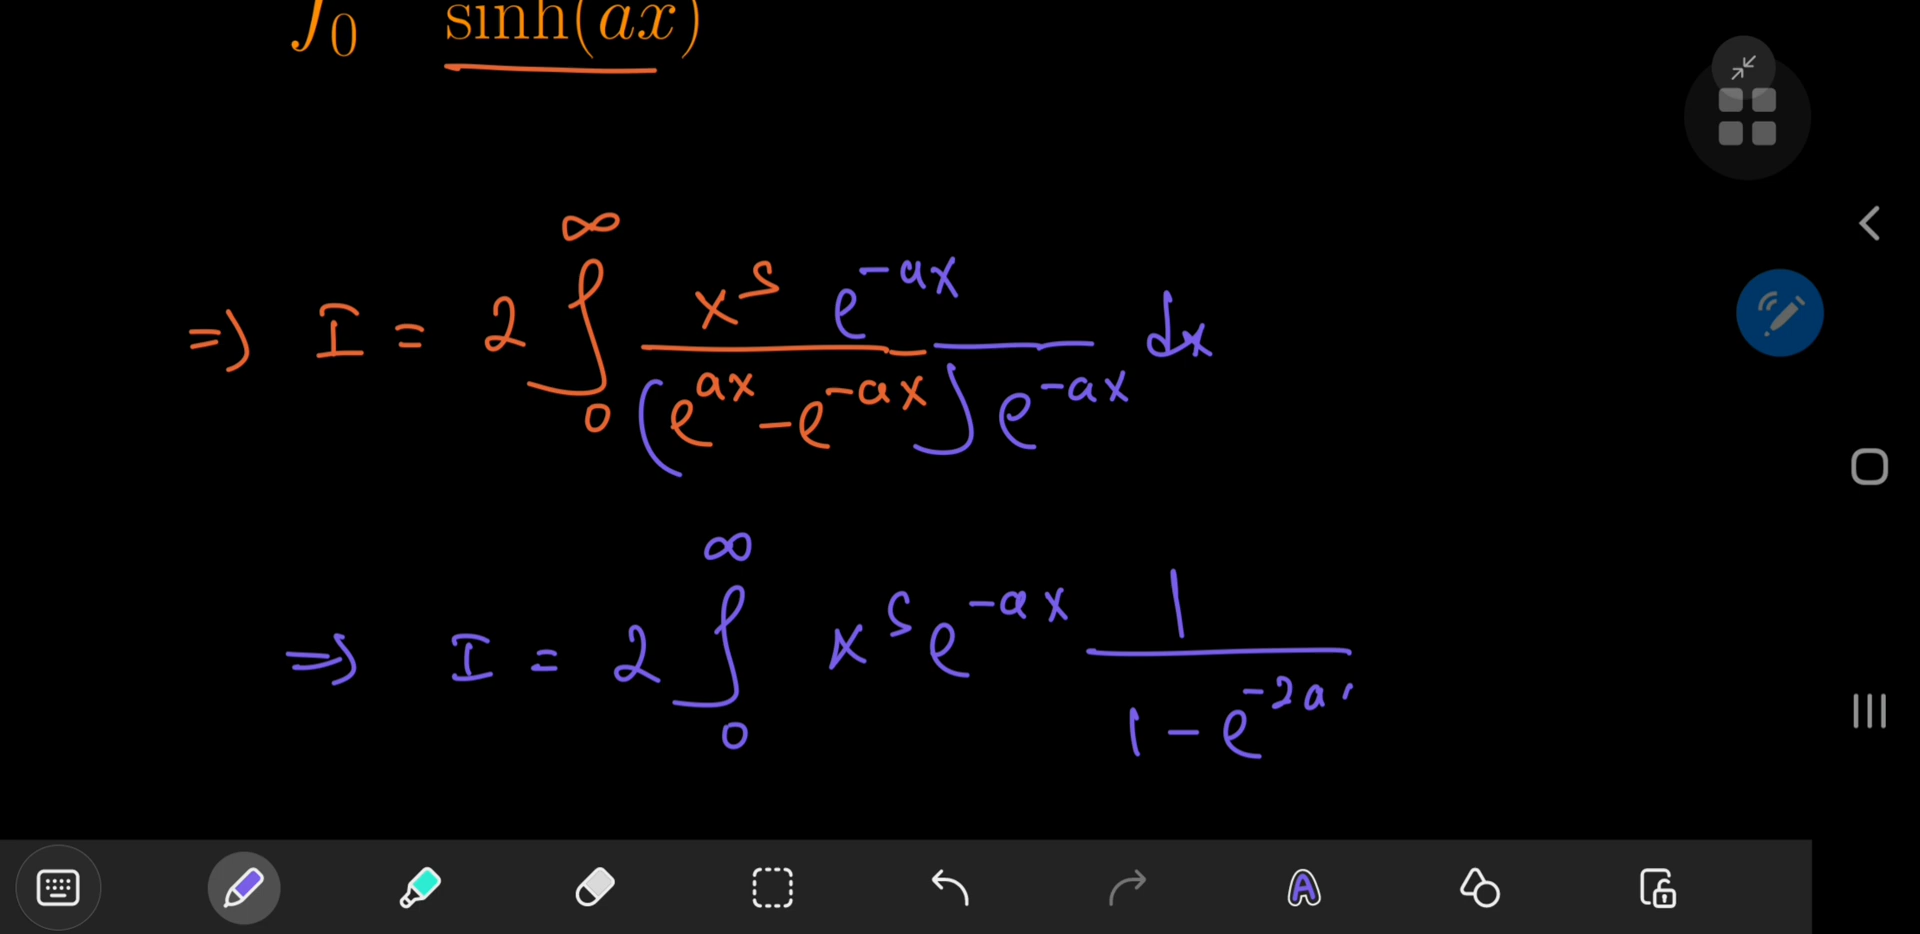 ∫₀ sinh(ax)
=> I = 2 ∫₀^∞ x^s e^{-ax} / (e^{ax} - e^{-ax}) e^{-ax} dx
=> I = 2 ∫₀^∞ x^s e^{-ax} 1 / 1 - e^{-2a
A